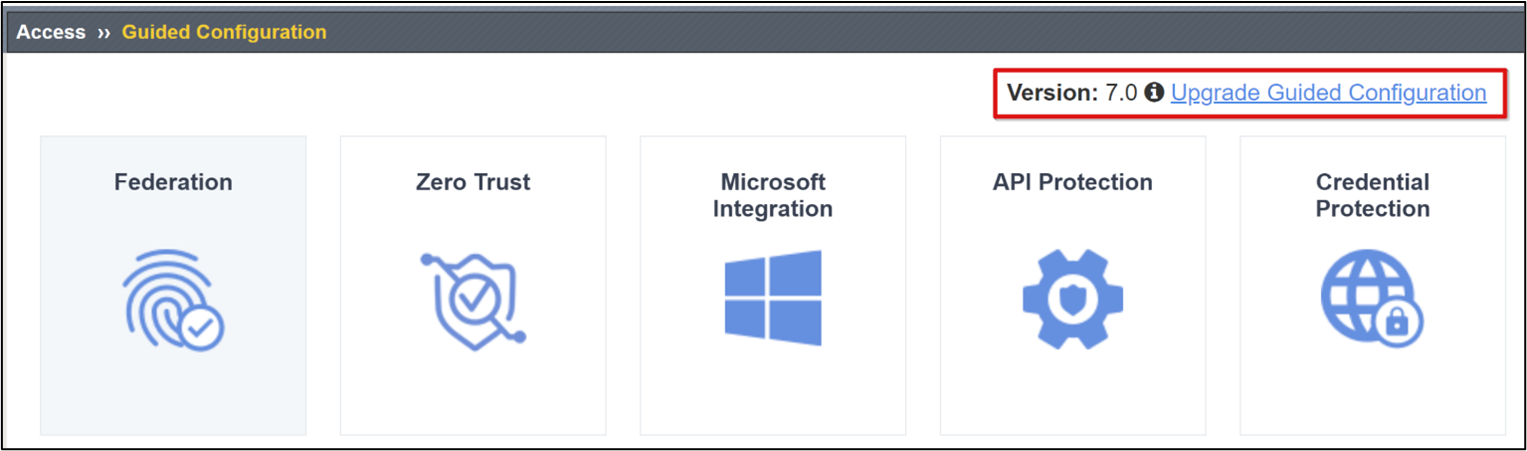 Access ›› Guided Configuration
Version: 7.0 Upgrade Guided Configuration
Federation
Zero Trust
Microsoft
Integration
API Protection
Credential
Protection